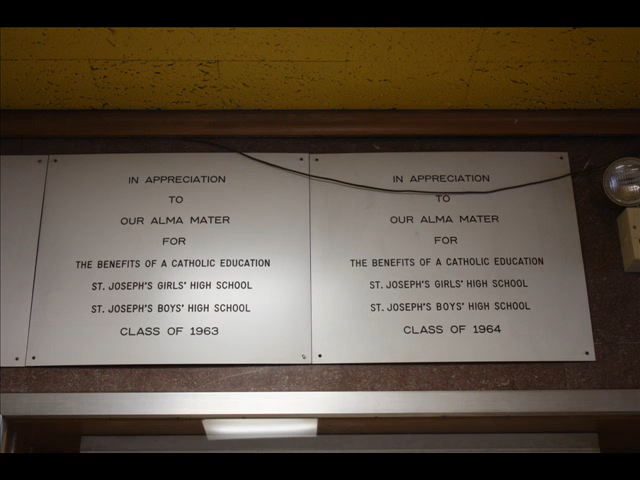 IN APPRECIATION
TO
OUR ALMA MATER
FOR
THE BENEFITS OF A CATHOLIC EDUCATION
ST. JOSEPH'S GIRLS' HIGH SCHOOL
ST. JOSEPH'S BOYS' HIGH SCHOOL
CLASS OF 1963
IN APPRECIATION
TO
OUR ALMA MATER
FOR
THE BENEFITS OF A CATHOLIC EDUCATION
ST. JOSEPH'S GIRLS' HIGH SCHOOL
ST. JOSEPH'S BOYS' HIGH SCHOOL
CLASS OF 1964